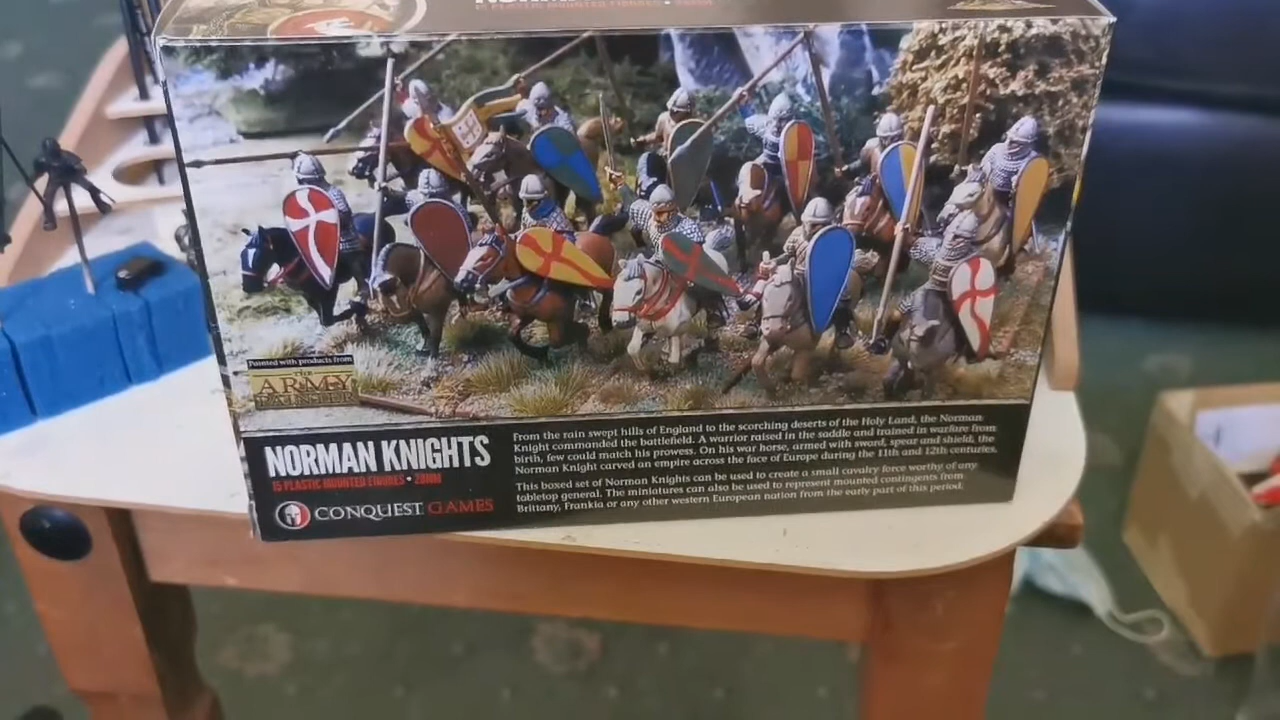 15 PLASTIC MOUNTED FIGURES • 28MM
Painted with products from
THE
ARMY
PAINTER
NORMAN KNIGHTS
15 PLASTIC MOUNTED FIGURES • 28MM
CONQUEST GAMES
From the rain swept hills of England to the scorching deserts of the Holy Land, the Norman
Knight commanded the battlefield. A warrior raised in the saddle and trained in warfare from
birth, few could match his prowess. On his war horse, armed with sword, spear and shield, the
Norman Knight carved an empire across the face of Europe during the 11th and 12th centuries.
This boxed set of Norman Knights can be used to create a small cavalry force worthy of any
tabletop general. The miniatures can also be used to represent mounted contingents from
Brittany, Frankia or any other western European nation from the early part of this period.